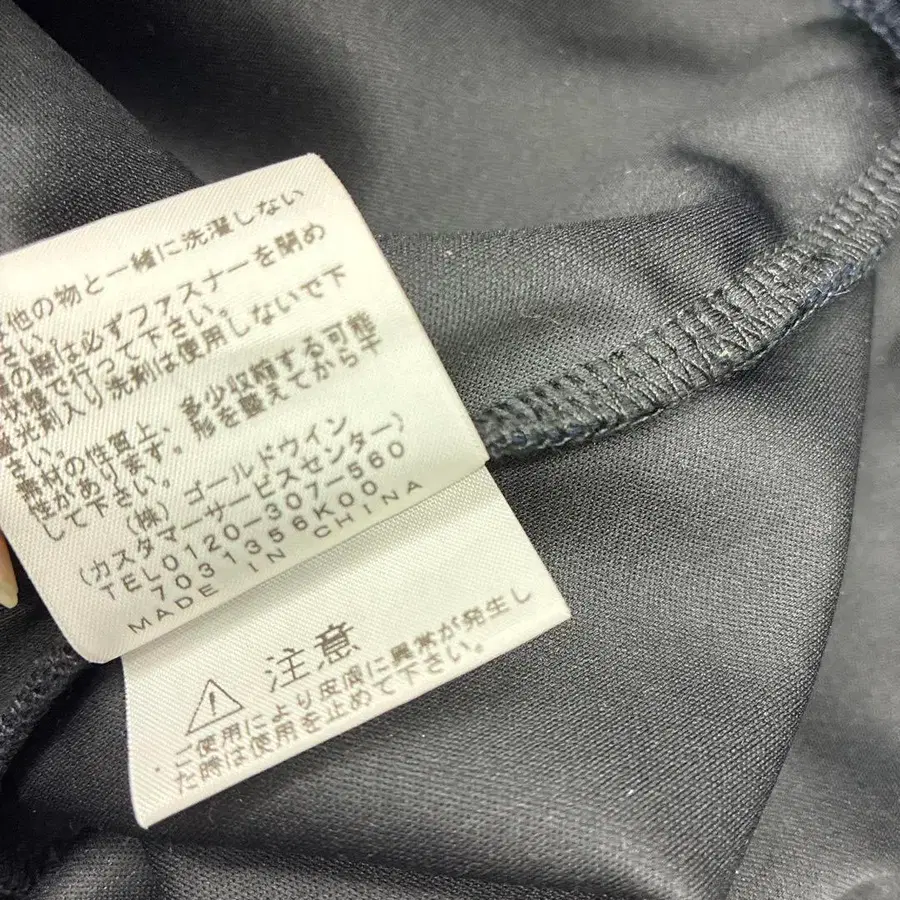 他の物と一緒に洗濯しない
さい。
の際は必ずファスナーを閉め
状態で行って下さい。
蛍光剤入り洗剤は使用しないで下
さい。
素材の性質上、多少収縮する可能
性があります。形を整えてから干
して下さい。
(株)ゴールドウイン
(カスタマーサービスセンター)
TEL0120-307-560
7031356K00
MADE IN CHINA
注意
ご使用により皮膚に異常が発生し
た時は使用を止めて下さい。